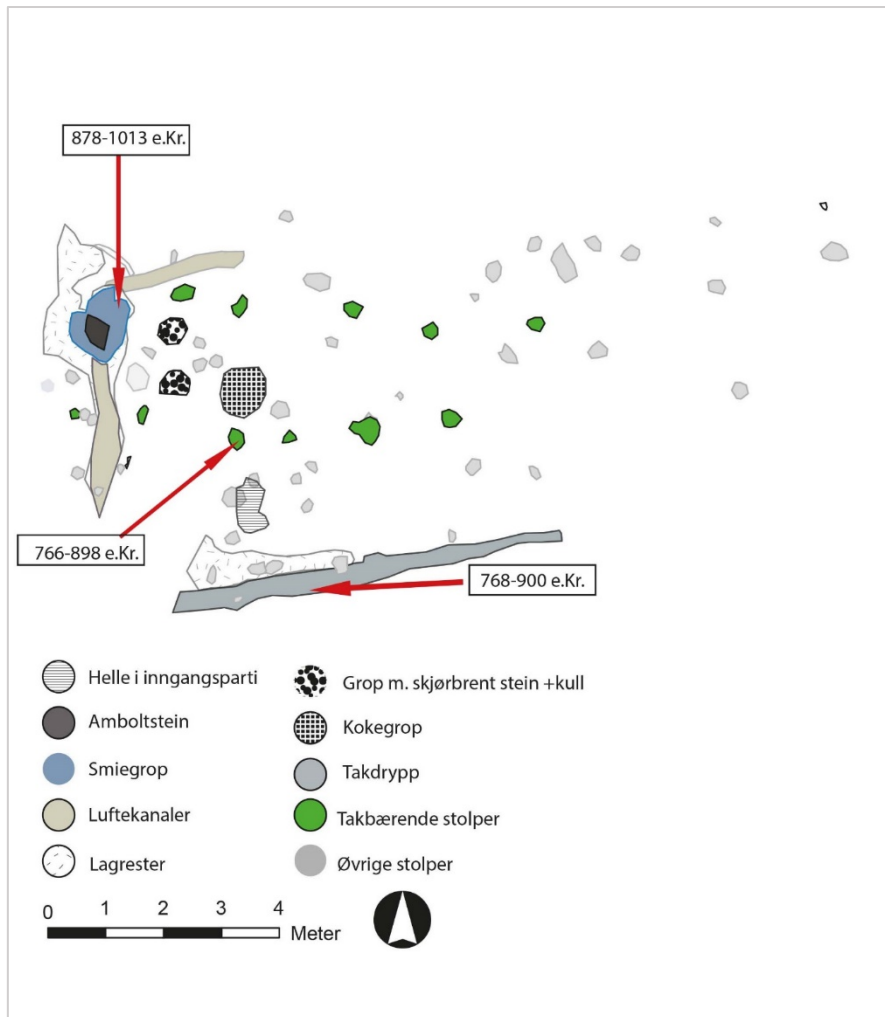 878-1013 e.Kr.
766-898 e.Kr.
768-900 e.Kr.
Helle i inngangsparti
Amboltstein
Smiegrop
Luftekanaler
Lagrester
Grop m. skjørbrent stein +kull
Kokegrop
Takdrypp
Takbærende stolper
Øvrige stolper
0 1 2 3 4
Meter